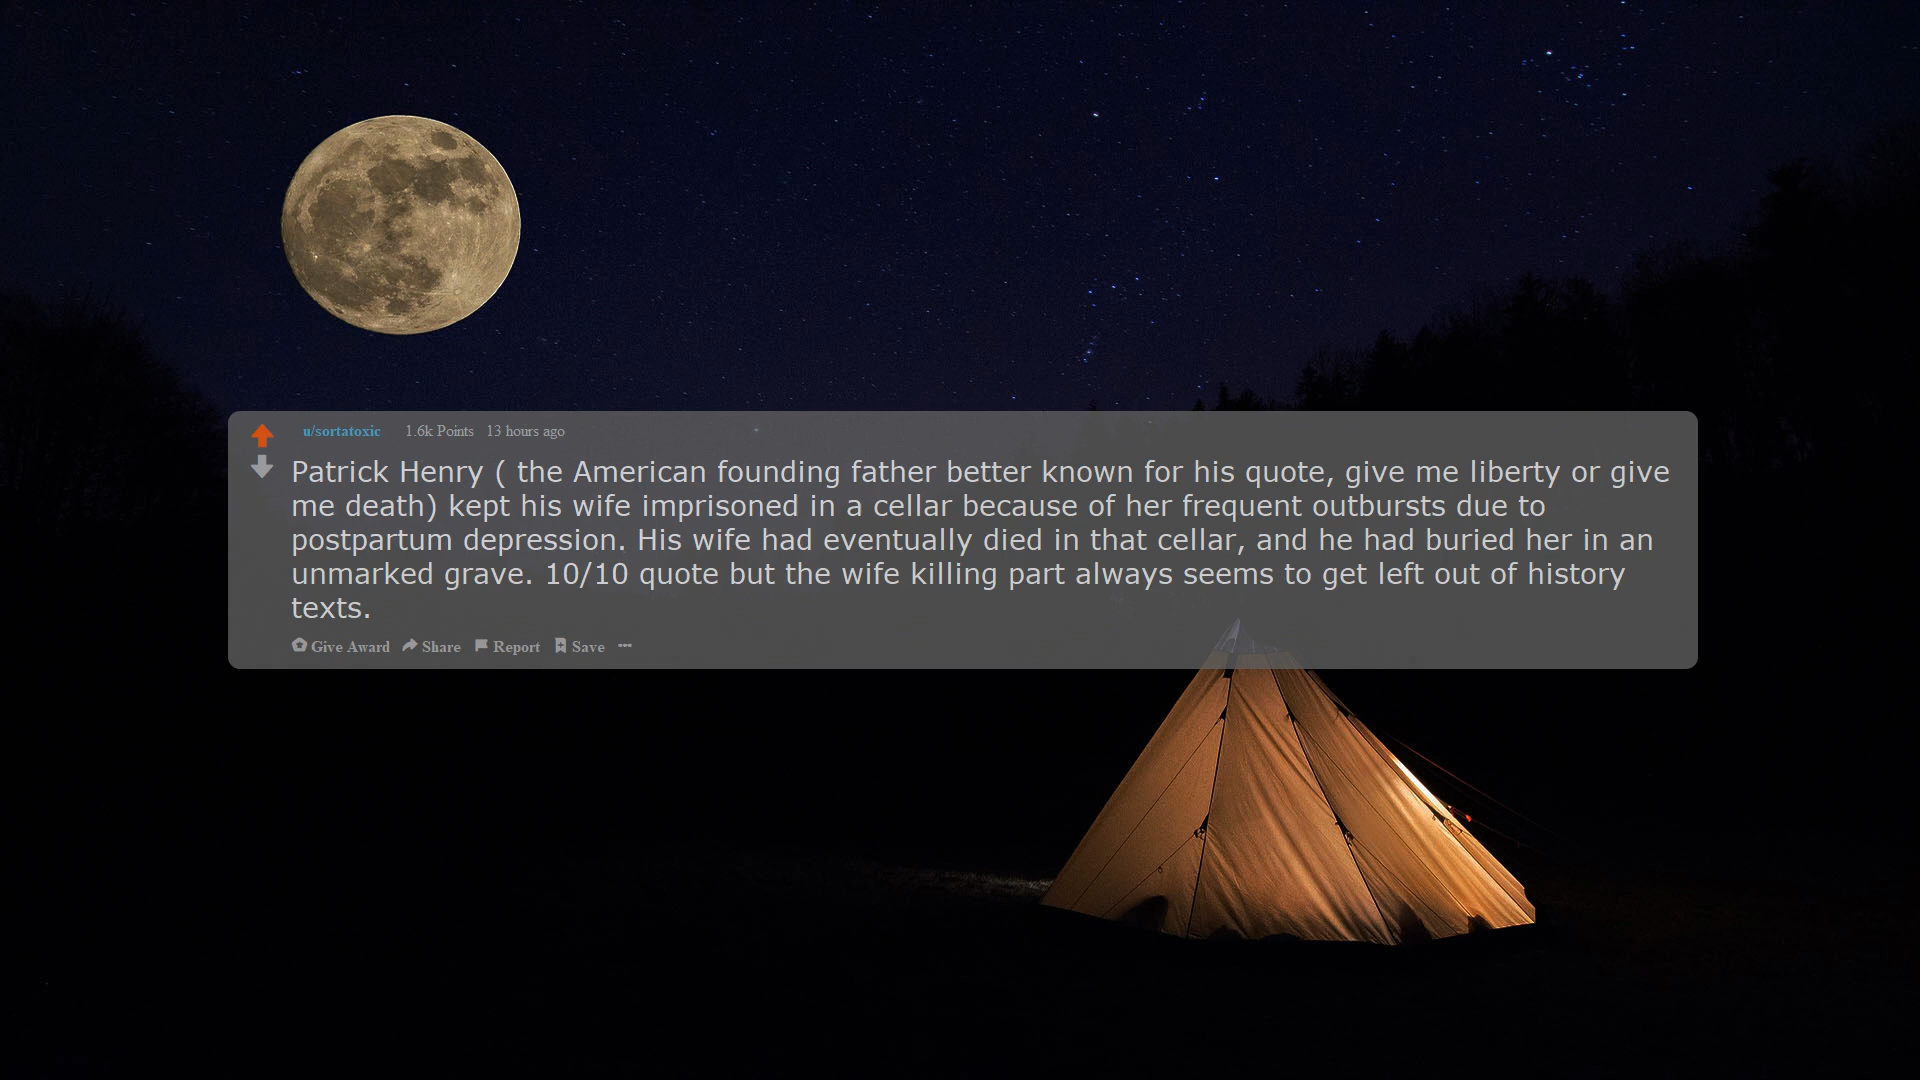 u/sortatoxic 1.6k Points 13 hours ago
Patrick Henry ( the American founding father better known for his quote, give me liberty or give
me death) kept his wife imprisoned in a cellar because of her frequent outbursts due to
postpartum depression. His wife had eventually died in that cellar, and he had buried her in an
unmarked grave. 10/10 quote but the wife killing part always seems to get left out of history
texts.
Give Award Share Report Save ...